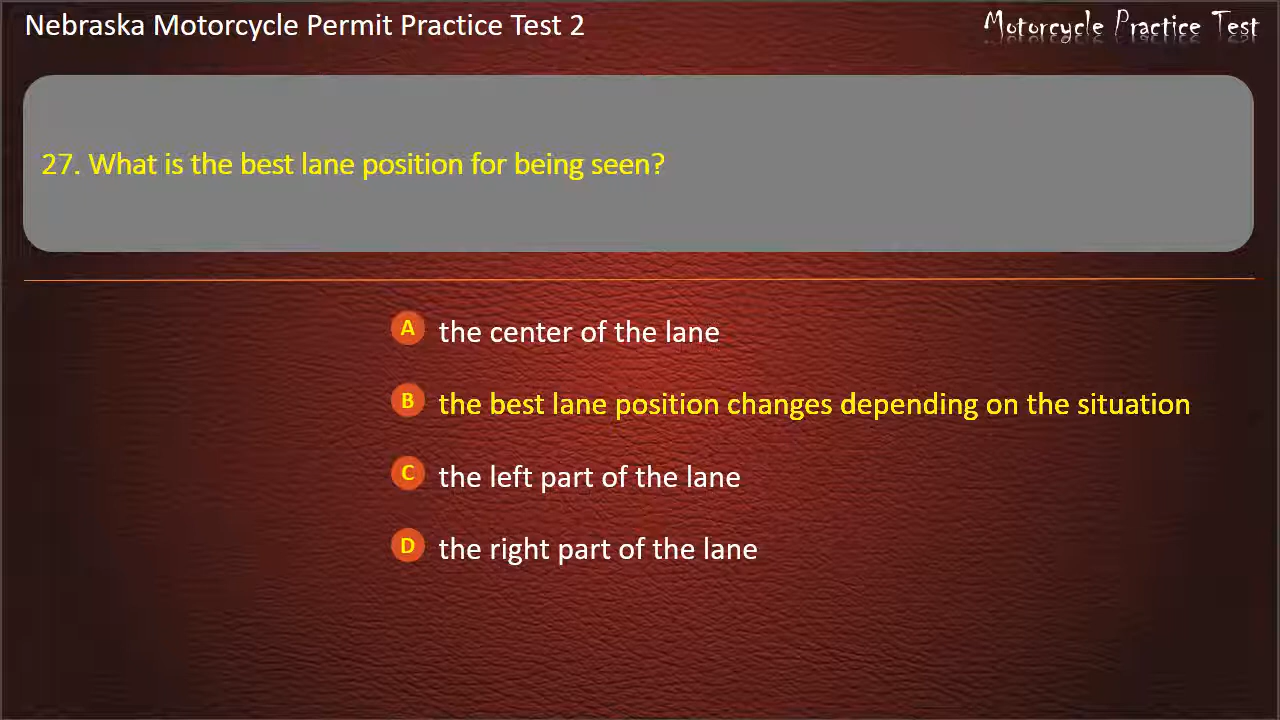 Nebraska Motorcycle Permit Practice Test 2
Motorcycle Practice Test
27. What is the best lane position for being seen?
A the center of the lane
B the best lane position changes depending on the situation
C the left part of the lane
D the right part of the lane